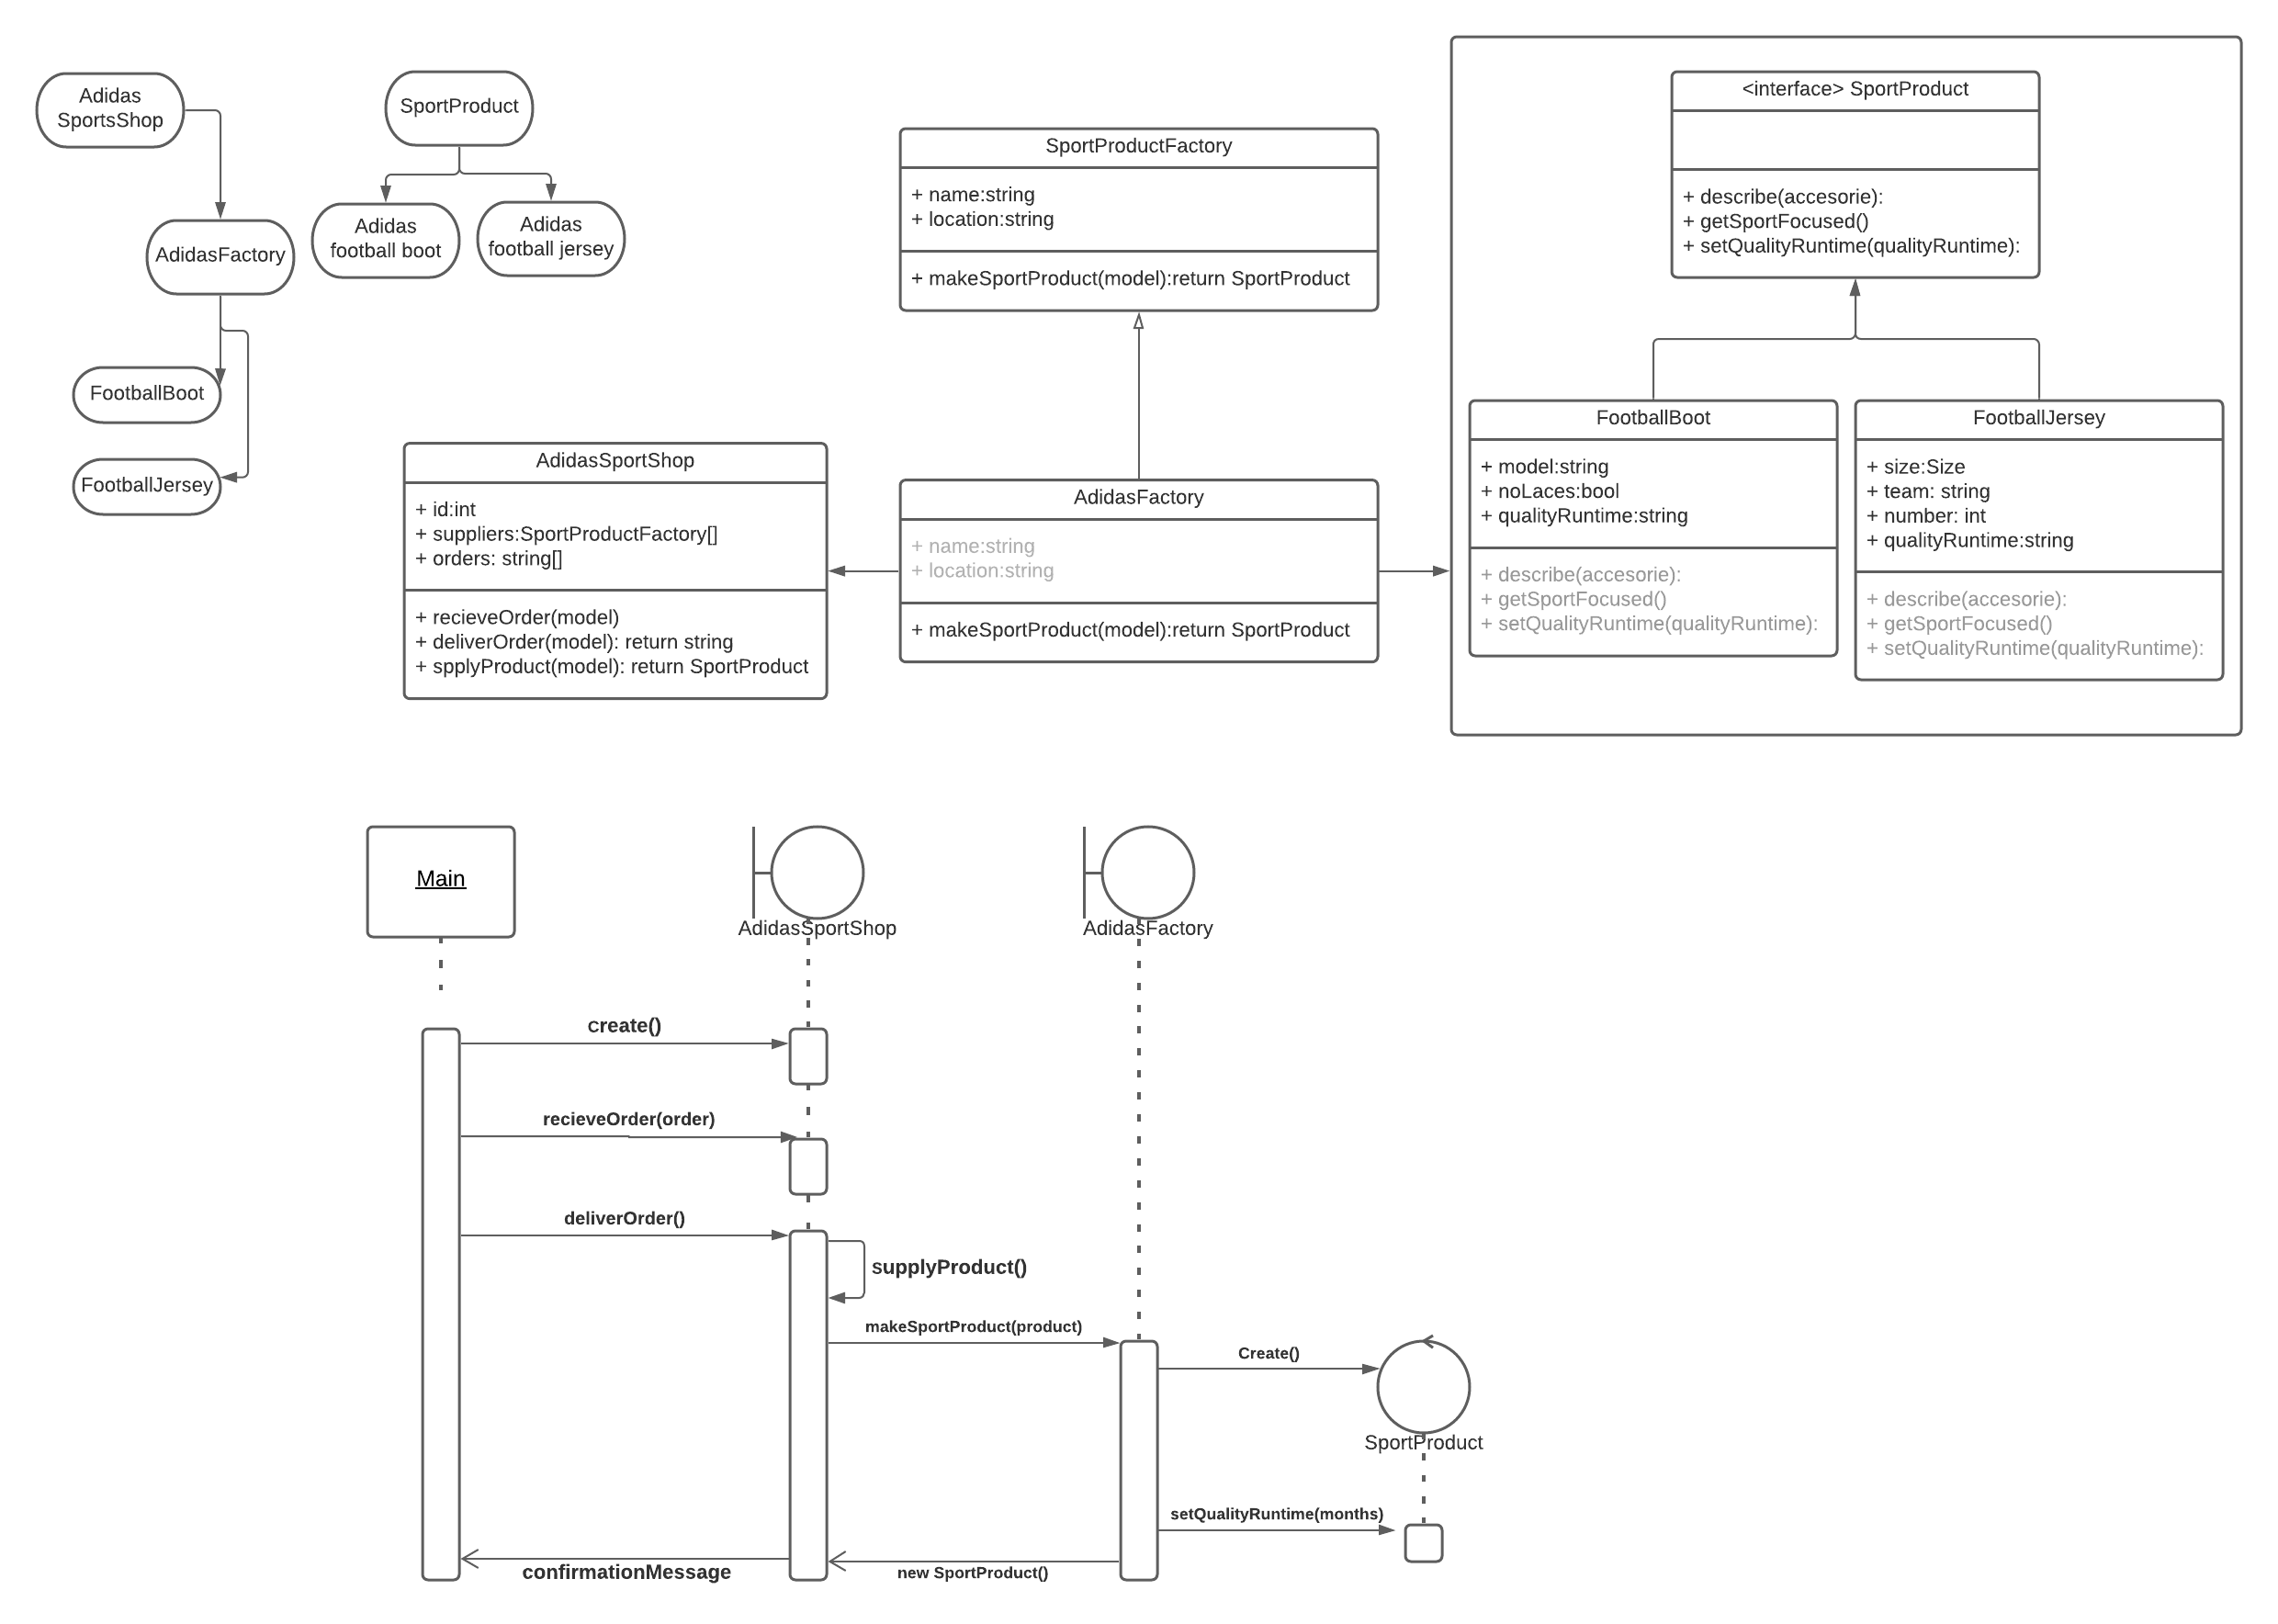 Adidas
SportsShop
AdidasFactory
FootballBoot
FootballJersey
SportProduct
Adidas
football boot
Adidas
football jersey
SportProductFactory
+ name:string
+ location:string
+ makeSportProduct(model):return SportProduct
<interface> SportProduct
+ describe(accesorie):
+ getSportFocused()
+ setQualityRuntime(qualityRuntime):
AdidasSportShop
+ id:int
+ suppliers:SportProductFactory[]
+ orders: string[]
+ recieveOrder(model)
+ deliverOrder(model): return string
+ spplyProduct(model): return SportProduct
AdidasFactory
+ name:string
+ location:string
+ makeSportProduct(model):return SportProduct
FootballBoot
+ model:string
+ noLaces:bool
+ qualityRuntime:string
+ describe(accesorie):
+ getSportFocused()
+ setQualityRuntime(qualityRuntime):
FootballJersey
+ size:Size
+ team: string
+ number: int
+ qualityRuntime:string
+ describe(accesorie):
+ getSportFocused()
+ setQualityRuntime(qualityRuntime):
Main
AdidasSportShop
AdidasFactory
create()
recieveOrder(order)
deliverOrder()
supplyProduct()
makeSportProduct(product)
Create()
SportProduct
setQualityRuntime(months)
confirmationMessage
new SportProduct()